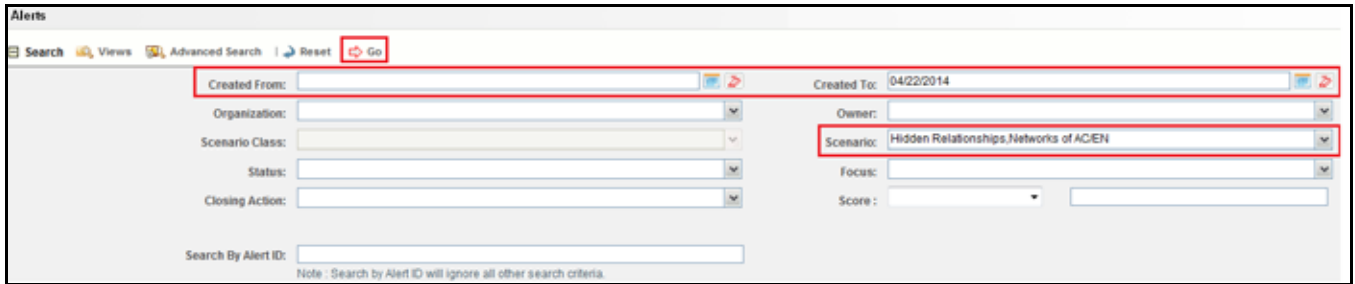 Alerts
Search Views Advanced Search | Reset Go
Created From: Created To: 04/22/2014
Organization: Owner:
Scenario Class: Scenario: Hidden Relationships,Networks of AC/EN
Status: Focus:
Closing Action: Score :
Search By Alert ID:
Note : Search by Alert ID will ignore all other search criteria.